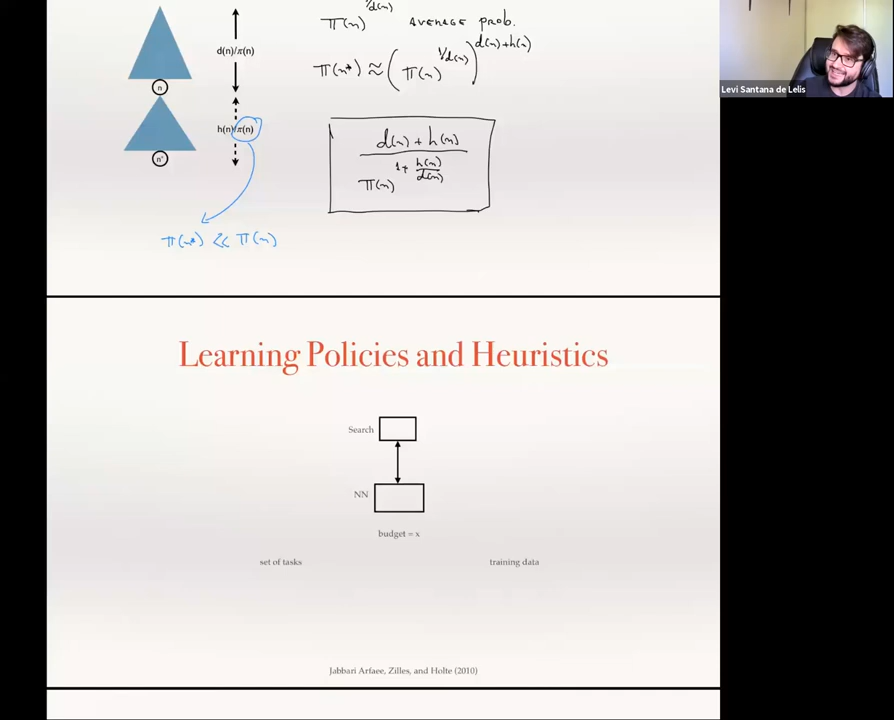 π(n)^1/d(n) AVERAGE PROB.
d(n)/π(n)
π(n*) ≈ (π(n)^1/d(n))^d(n)+h(n)
n
h(n)/π(n)
d(n) + h(n)
π(n)^1+h(n)/d(n)
n*
π(n*) << π(n)
Levi Santana de Lelis
Learning Policies and Heuristics
Search
NN
budget = x
set of tasks
training data
Jabbari Arfaee, Zilles, and Holte (2010)